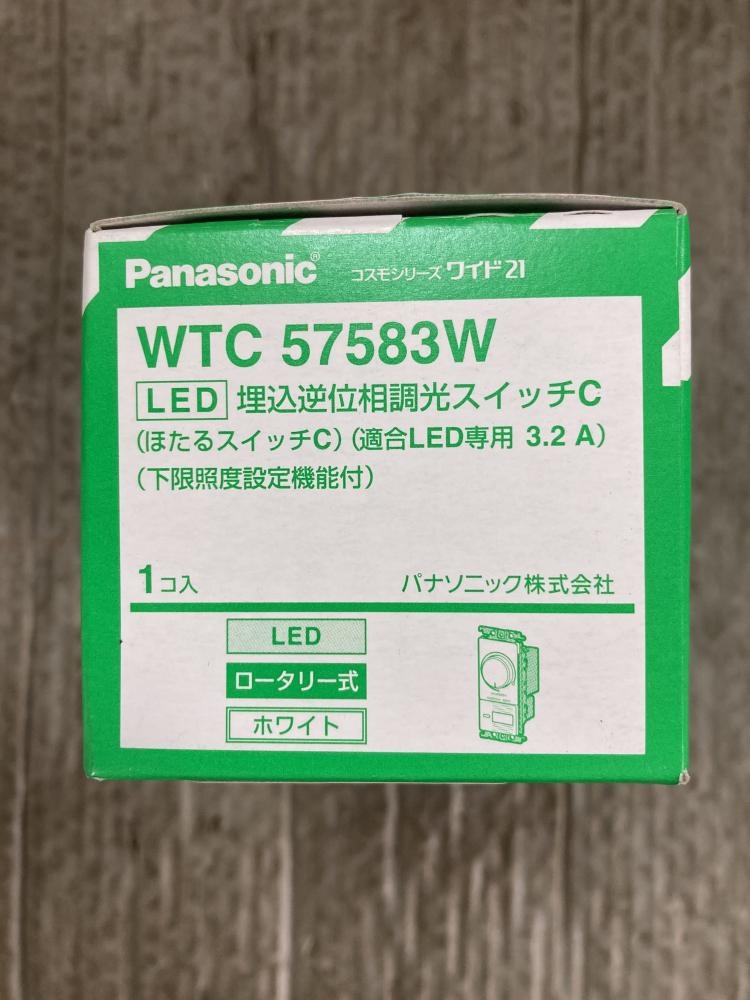 Panasonic® コスモシリーズ ワイド21
WTC 57583W
LED 埋込逆位相調光スイッチC
(ほたるスイッチC)(適合LED専用 3.2 A)
(下限照度設定機能付)
1コ入 パナソニック株式会社
LED
ロータリー式
ホワイト